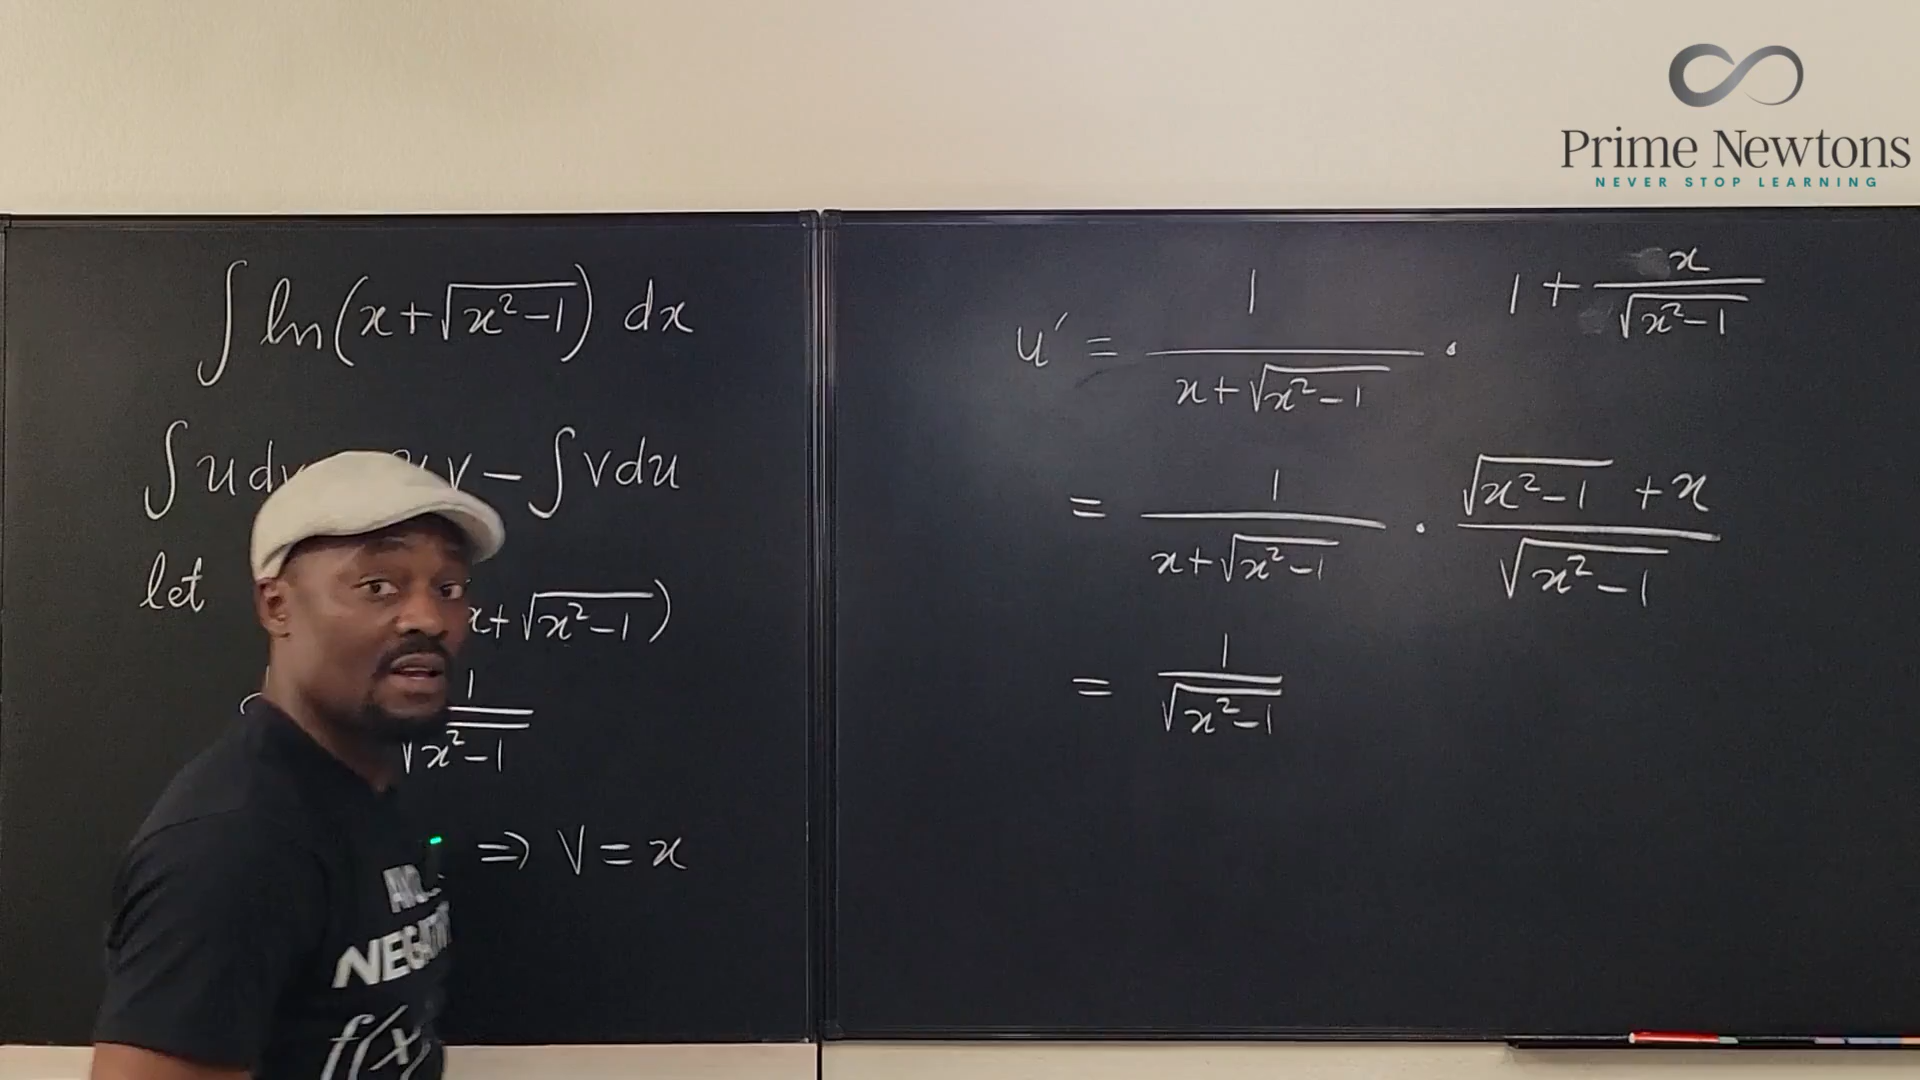 Prime Newtons
NEVER STOP LEARNING
∫ ln(x+√(x²-1)) dx
∫ u dv v - ∫ v du
let x+√(x²-1))
1/√(x²-1)
⇒ V = x
u' = 1/(x+√(x²-1)) · 1 + x/√(x²-1)
= 1/(x+√(x²-1)) · (√(x²-1) + x)/√(x²-1)
= 1/√(x²-1)
f(x)